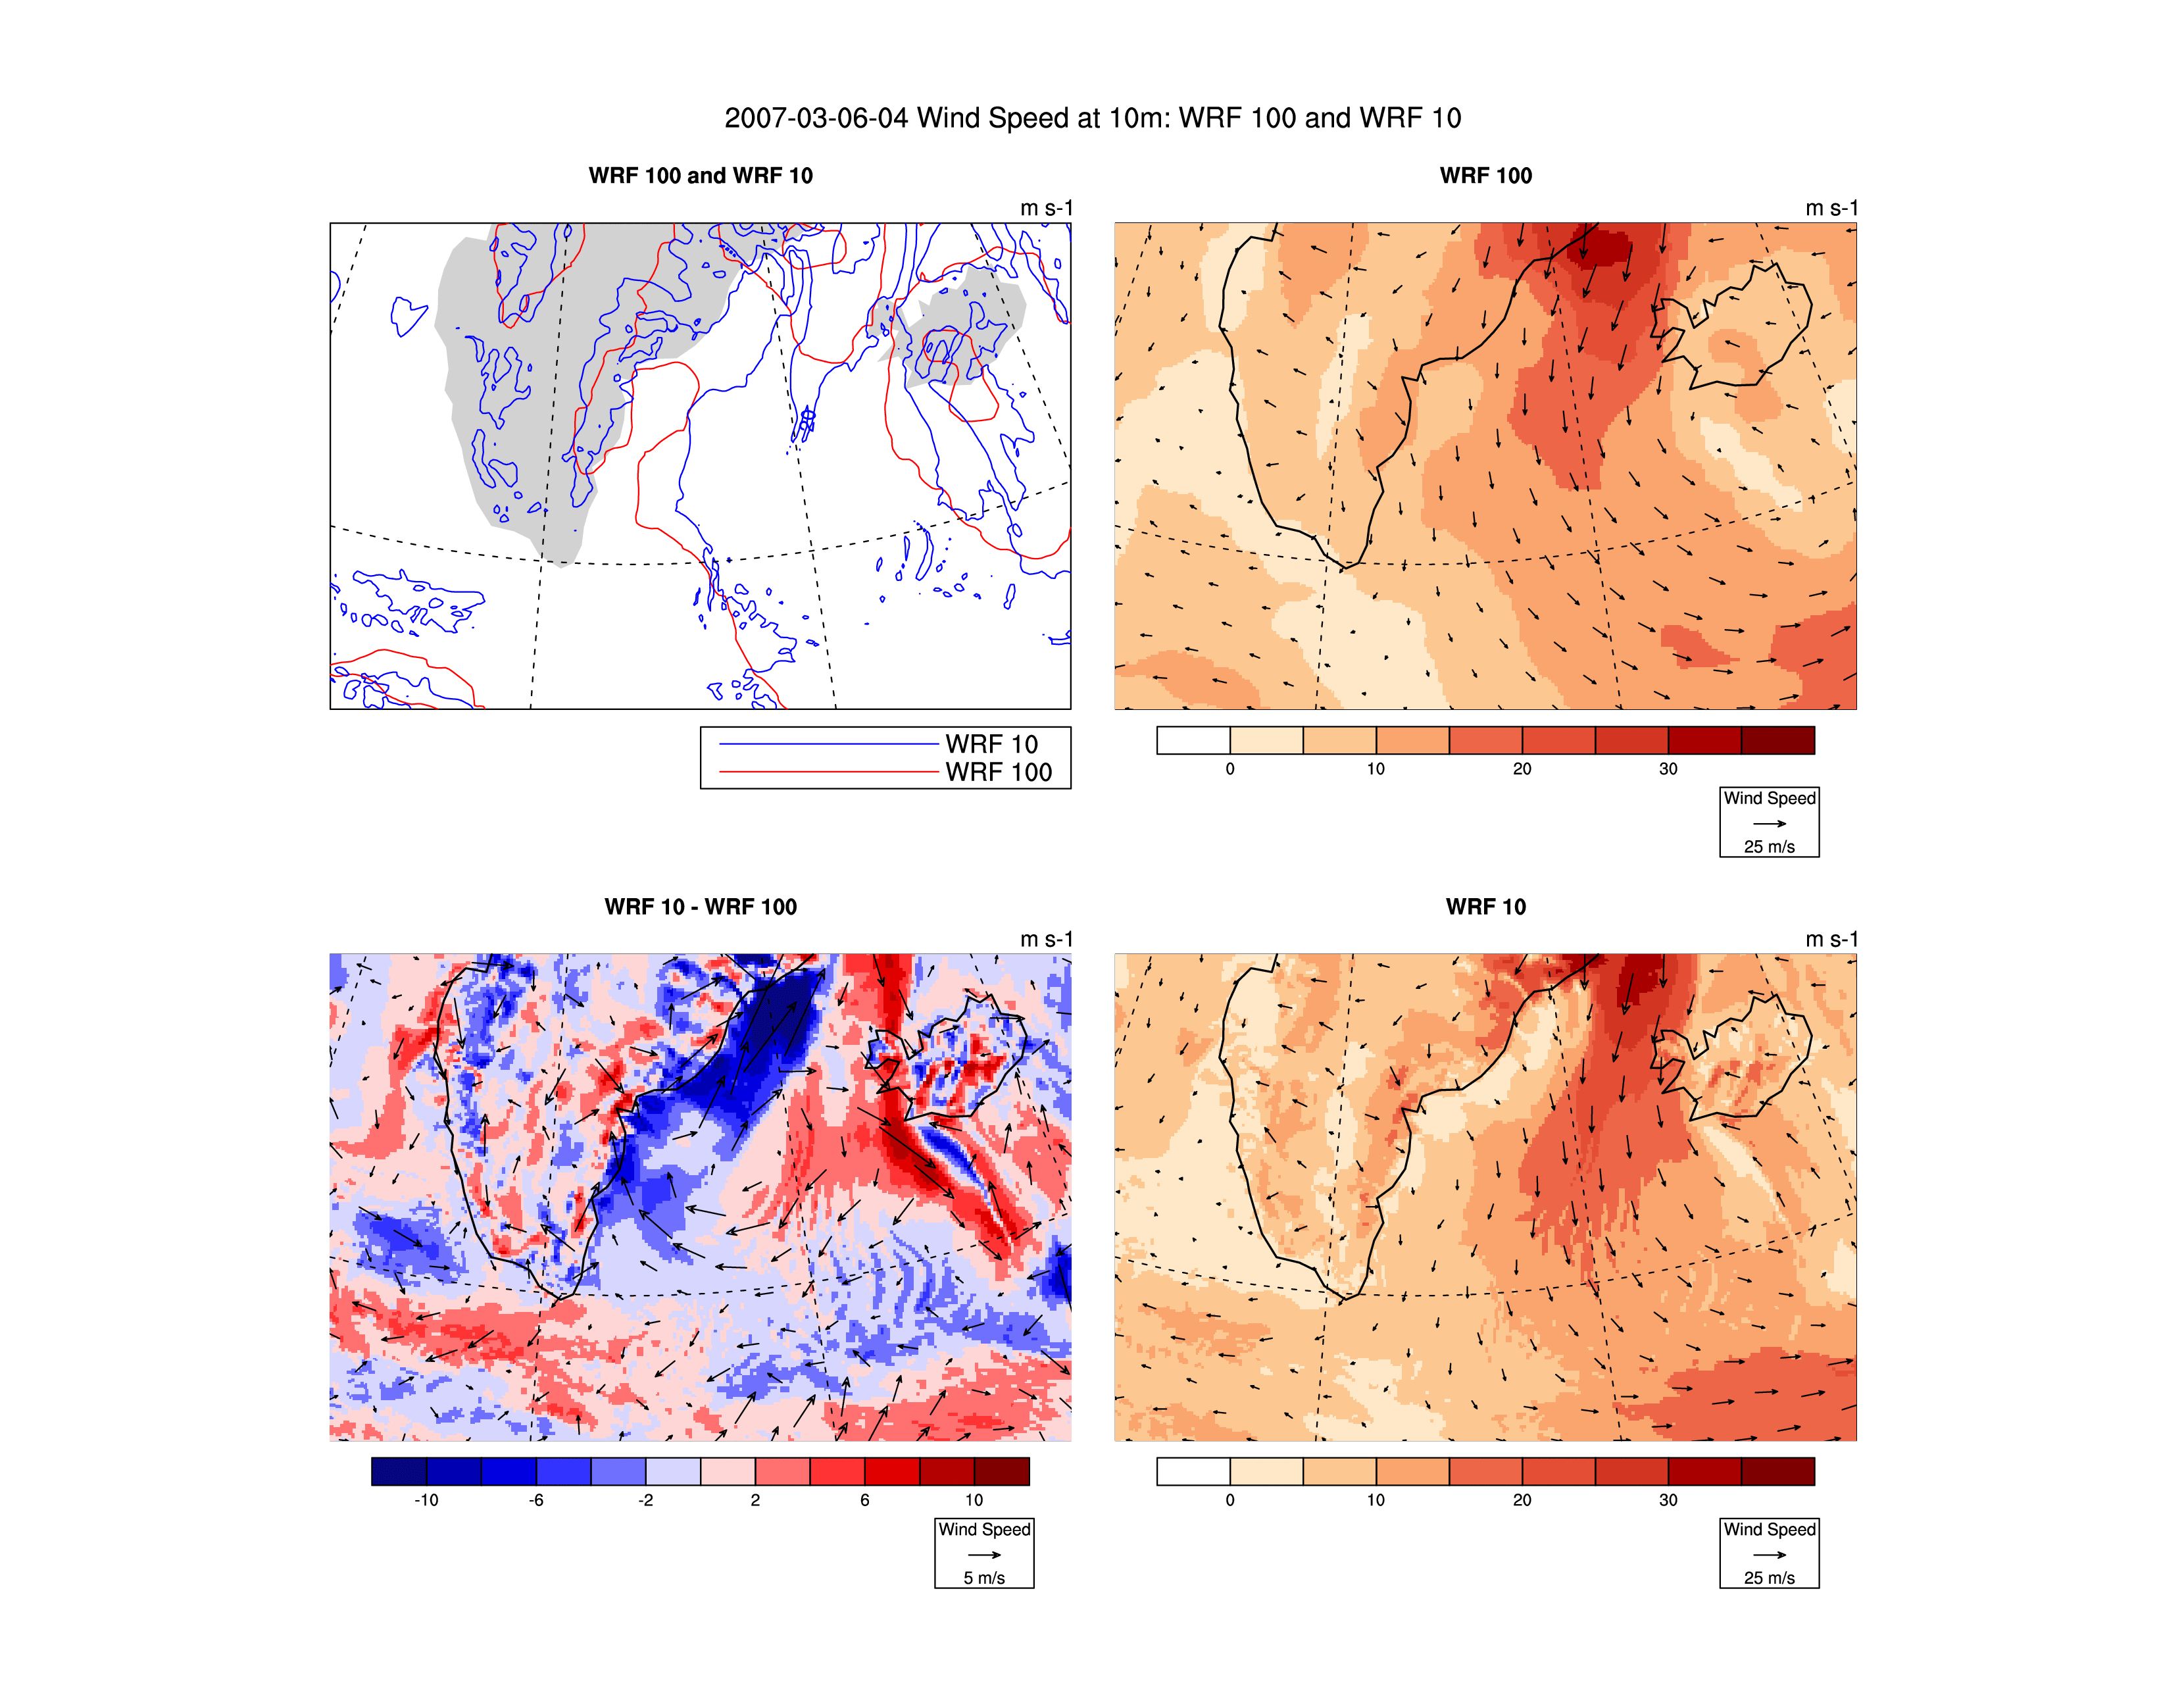 2007-03-06-04 Wind Speed at 10m: WRF 100 and WRF 10
WRF 100 and WRF 10
m s-1
WRF 10
WRF 100
WRF 100
m s-1
0 10 20 30
Wind Speed
25 m/s
WRF 10 - WRF 100
m s-1
-10 -6 -2 2 6 10
Wind Speed
5 m/s
WRF 10
m s-1
0 10 20 30
Wind Speed
25 m/s